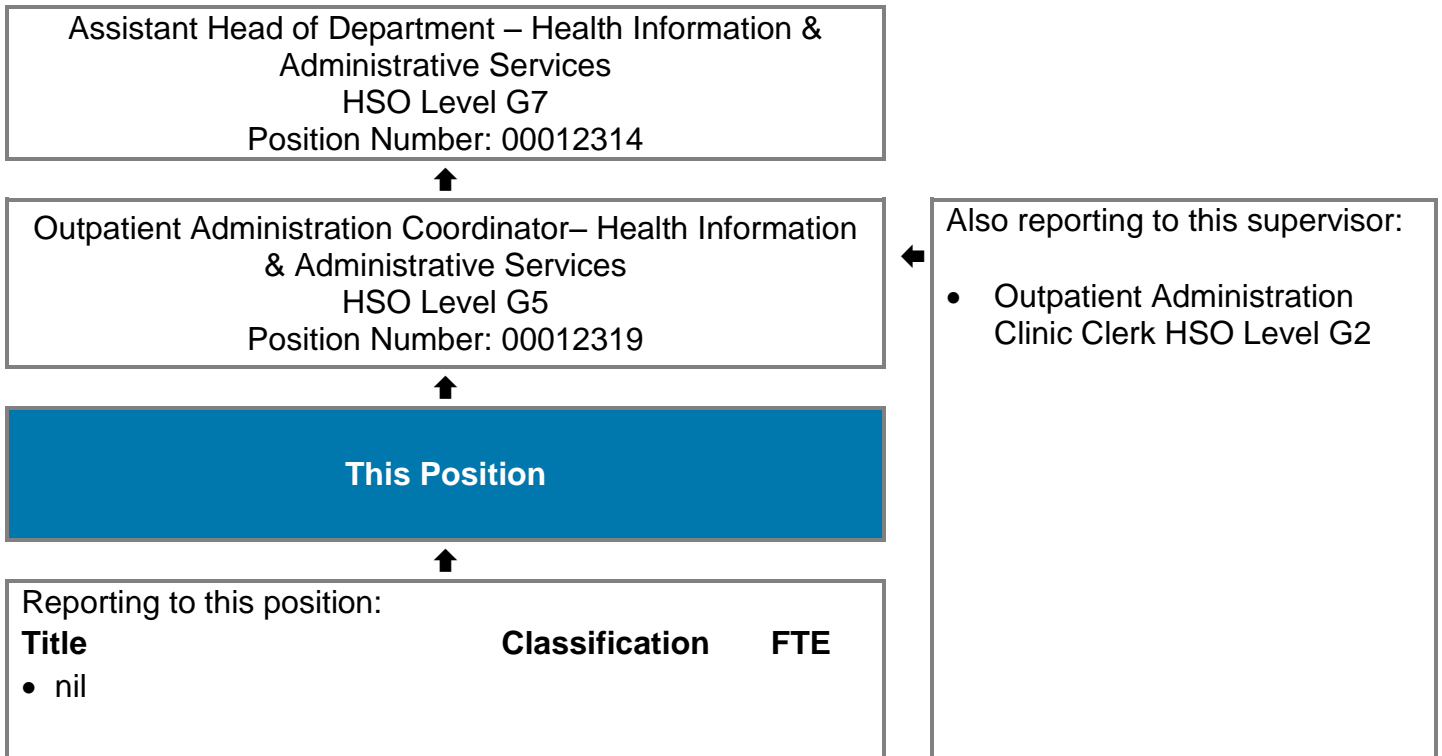 Assistant Head of Department – Health Information &
Administrative Services
HSO Level G7
Position Number: 00012314
Outpatient Administration Coordinator– Health Information
& Administrative Services
HSO Level G5
Position Number: 00012319
Also reporting to this supervisor:
• Outpatient Administration
Clinic Clerk HSO Level G2
This Position
Reporting to this position:
Title Classification FTE
• nil